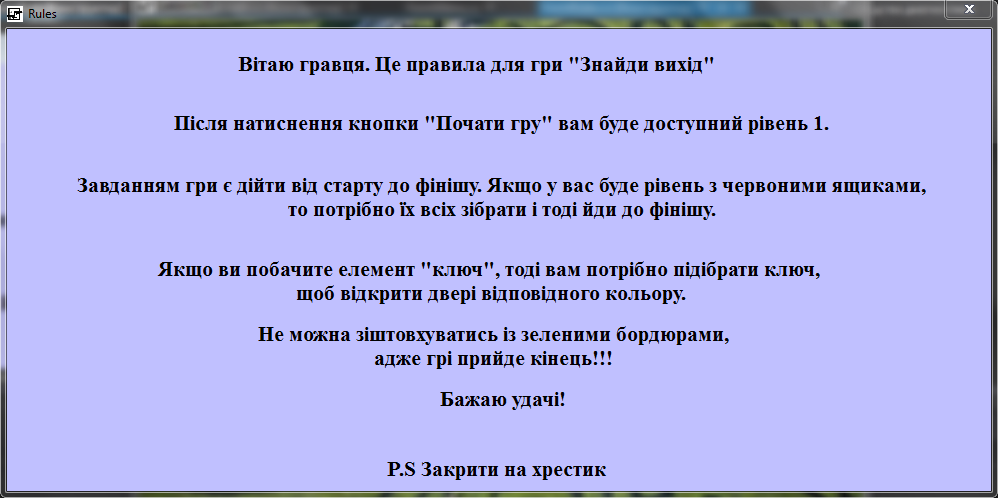 Rules
Вітаю гравця. Це правила для гри "Знайди вихід"
Після натиснення кнопки "Почати гру" вам буде доступний рівень 1.
Завданням гри є дійти від старту до фінішу. Якщо у вас буде рівень з червоними ящиками,
то потрібно їх всіх зібрати і тоді йди до фінішу.
Якщо ви побачите елемент "ключ", тоді вам потрібно підібрати ключ,
щоб відкрити двері відповідного кольору.
Не можна зіштовхуватись із зеленими бордюрами,
адже грі прийде кінець!!!
Бажаю удачі!
P.S Закрити на хрестик